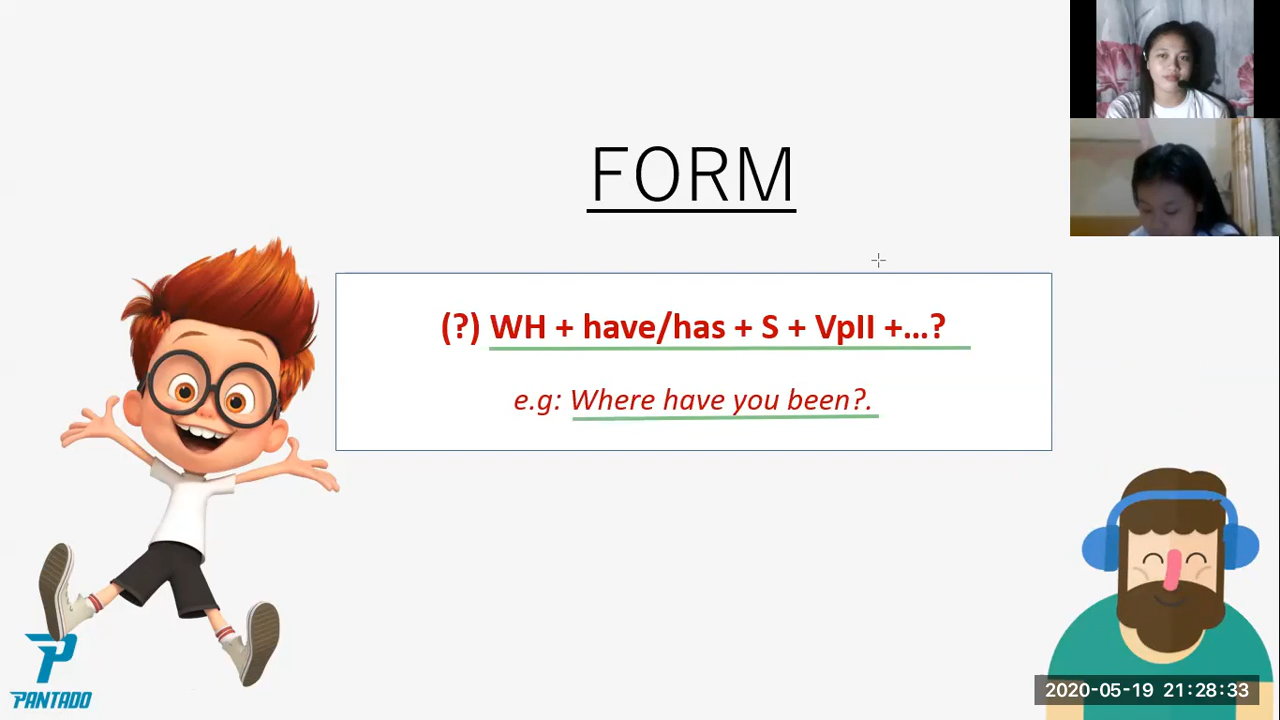 FORM
(?) WH + have/has + S + VpII +...?
e.g: Where have you been?.
PANTADO
2020-05-19 21:28:33